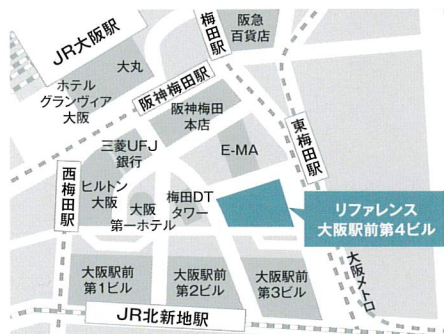 JR大阪駅
梅田駅
阪急
百貨店
大丸
ホテル
グランヴィア
大阪
阪神梅田駅
阪神梅田
本店
東梅田駅
三菱UFJ
銀行
E-MA
西梅田駅
ヒルトン
大阪
大阪
第一ホテル
梅田DT
タワー
リファレンス
大阪駅前第4ビル
大阪メトロ
大阪駅前
第1ビル
大阪駅前
第2ビル
大阪駅前
第3ビル
JR北新地駅